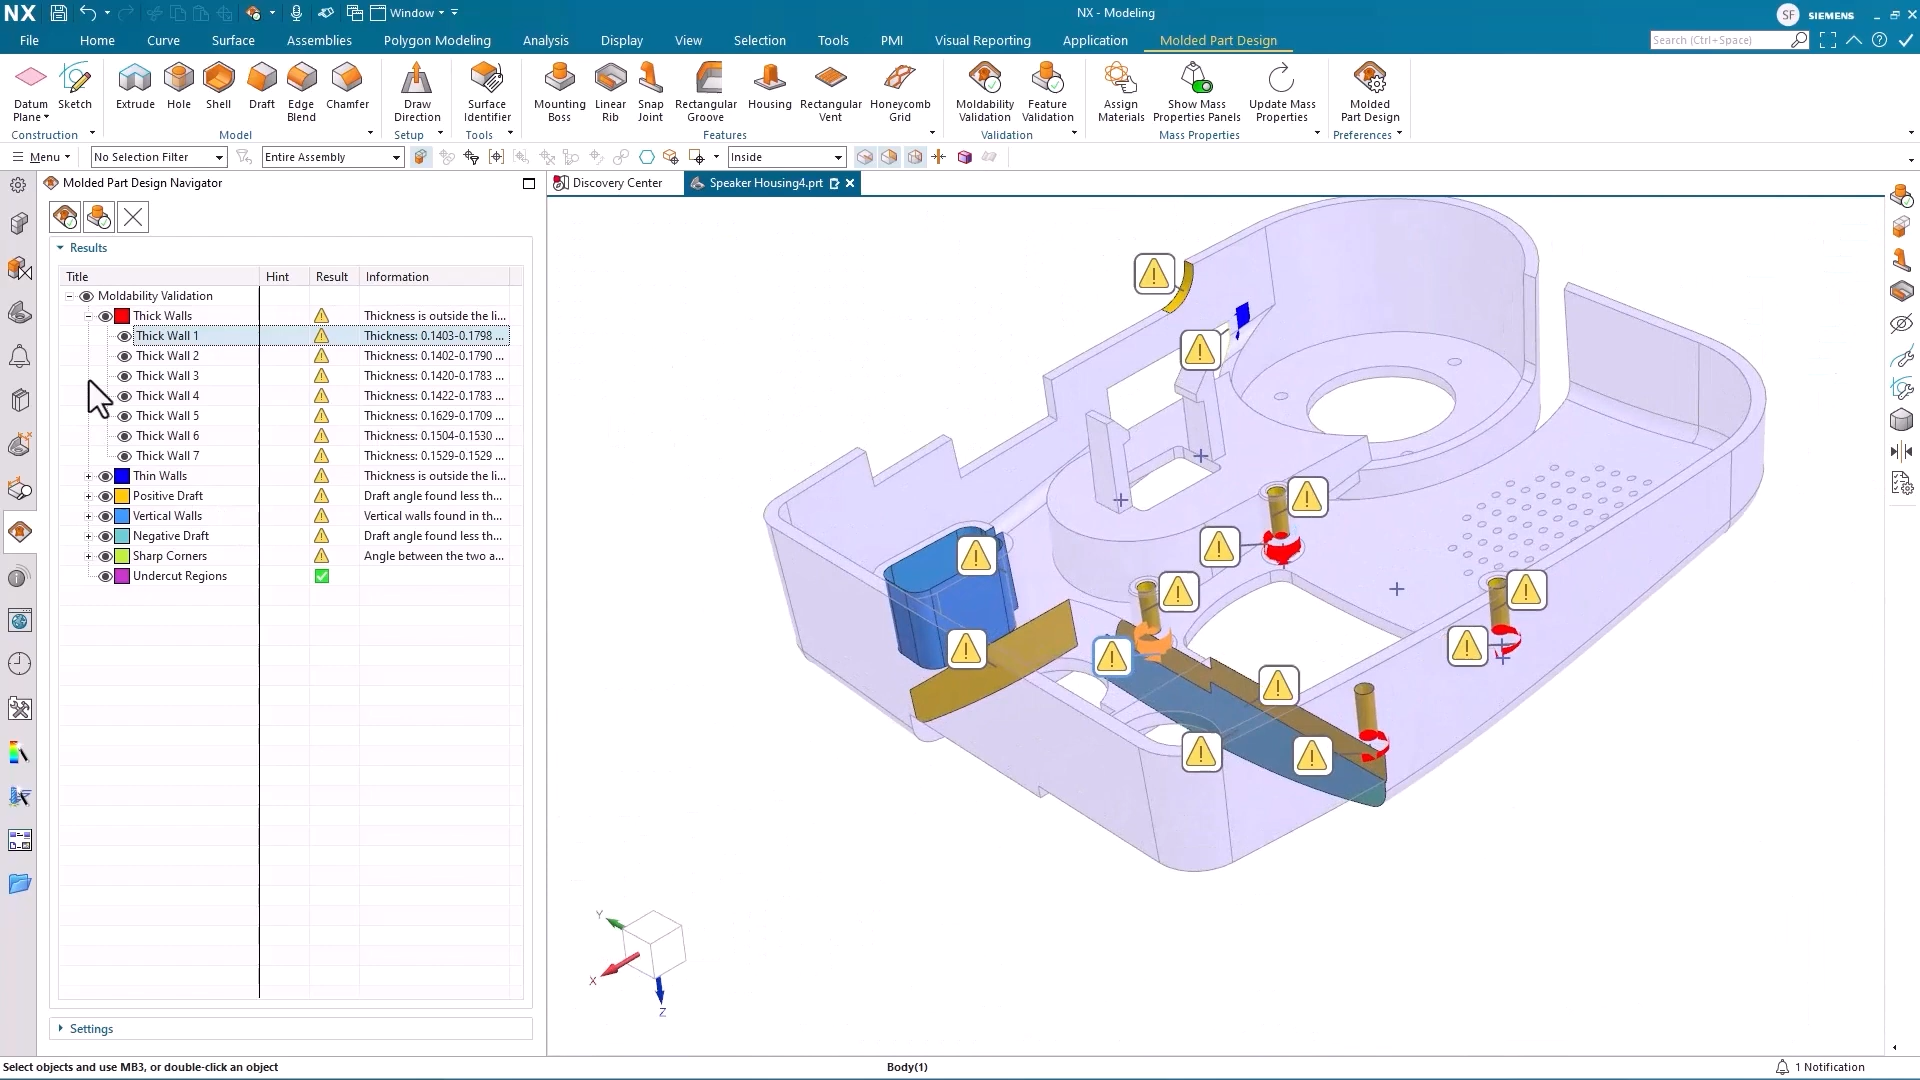 NX
Window
NX - Modeling
SF
SIEMENS
File Home Curve Surface Assemblies Polygon Modeling Analysis Display View Selection Tools PMI Visual Reporting Application Molded Part Design
Search (Ctrl+Space)
Datum Plane
Sketch
Extrude
Hole
Shell
Draft
Edge Blend
Chamfer
Draw Direction
Surface Identifier
Mounting Boss
Linear Rib
Snap Joint
Rectangular Groove
Housing
Rectangular Vent
Honeycomb Grid
Moldability Validation
Feature Validation
Assign Materials
Show Mass Properties Panels
Update Mass Properties
Molded Part Design
Construction Model Setup Tools Features Validation Mass Properties Preferences
Menu No Selection Filter Entire Assembly Inside
Molded Part Design Navigator
Discovery Center
Speaker Housing4.prt
Results
Title Hint Result Information
Moldability Validation
Thick Walls Thickness is outside the li...
Thick Wall 1 Thickness: 0.1403-0.1798 ...
Thick Wall 2 Thickness: 0.1402-0.1790 ...
Thick Wall 3 Thickness: 0.1420-0.1783 ...
Thick Wall 4 Thickness: 0.1422-0.1783 ...
Thick Wall 5 Thickness: 0.1629-0.1709 ...
Thick Wall 6 Thickness: 0.1504-0.1530 ...
Thick Wall 7 Thickness: 0.1529-0.1529 ...
Thin Walls Thickness is outside the li...
Positive Draft Draft angle found less th...
Vertical Walls Vertical walls found in th...
Negative Draft Draft angle found less th...
Sharp Corners Angle between the two a...
Undercut Regions
Y
X
Z
Settings
Select objects and use MB3, or double-click an object
Body(1)
1 Notification